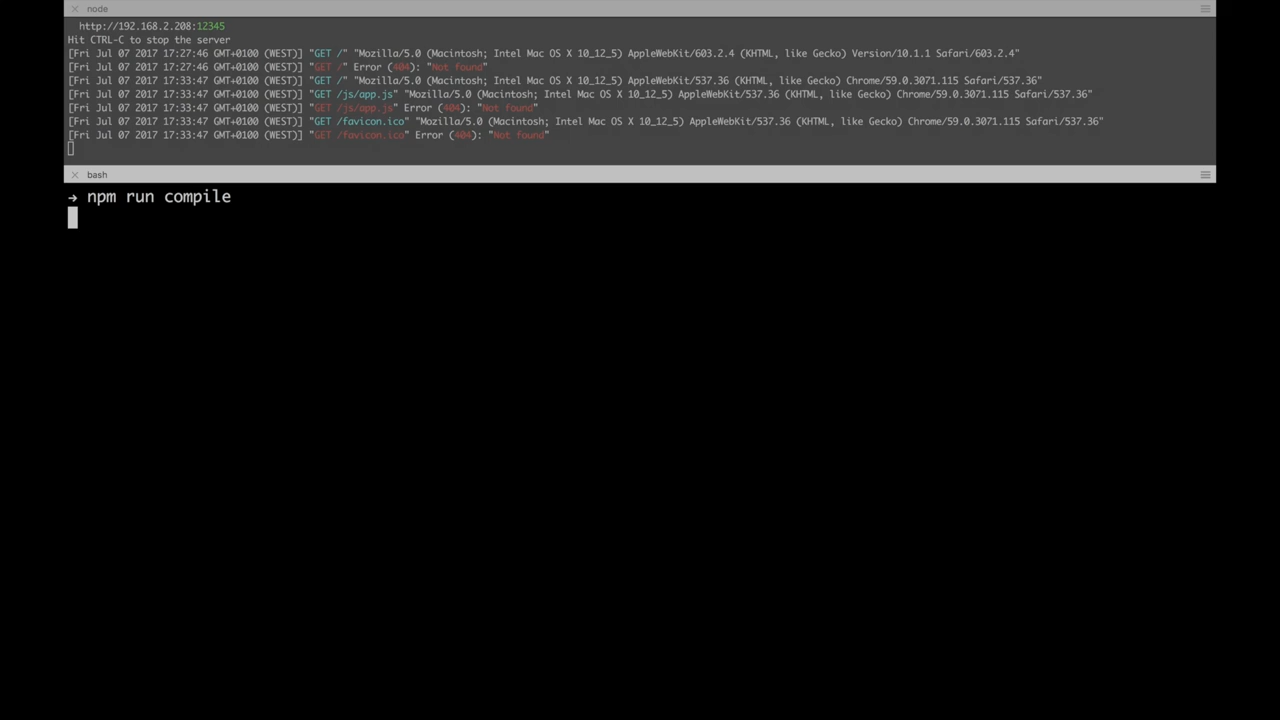 node
http://192.168.2.208:12345
Hit CTRL-C to stop the server
[Fri Jul 07 2017 17:27:46 GMT+0100 (WEST)] "GET /" "Mozilla/5.0 (Macintosh; Intel Mac OS X 10_12_5) AppleWebKit/603.2.4 (KHTML, like Gecko) Version/10.1.1 Safari/603.2.4"
[Fri Jul 07 2017 17:27:46 GMT+0100 (WEST)] "GET /" Error (404): "Not found"
[Fri Jul 07 2017 17:33:47 GMT+0100 (WEST)] "GET /" "Mozilla/5.0 (Macintosh; Intel Mac OS X 10_12_5) AppleWebKit/537.36 (KHTML, like Gecko) Chrome/59.0.3071.115 Safari/537.36"
[Fri Jul 07 2017 17:33:47 GMT+0100 (WEST)] "GET /js/app.js" "Mozilla/5.0 (Macintosh; Intel Mac OS X 10_12_5) AppleWebKit/537.36 (KHTML, like Gecko) Chrome/59.0.3071.115 Safari/537.36"
[Fri Jul 07 2017 17:33:47 GMT+0100 (WEST)] "GET /js/app.js" Error (404): "Not found"
[Fri Jul 07 2017 17:33:47 GMT+0100 (WEST)] "GET /favicon.ico" "Mozilla/5.0 (Macintosh; Intel Mac OS X 10_12_5) AppleWebKit/537.36 (KHTML, like Gecko) Chrome/59.0.3071.115 Safari/537.36"
[Fri Jul 07 2017 17:33:47 GMT+0100 (WEST)] "GET /favicon.ico" Error (404): "Not found"
bash
→ npm run compile